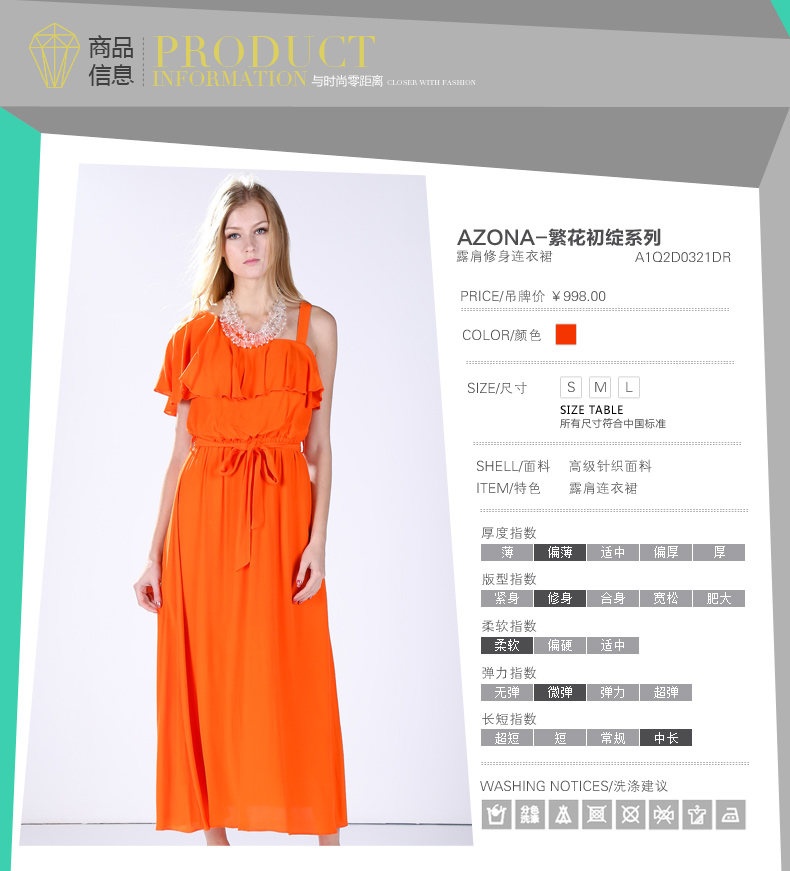 商品
信息
PRODUCT
INFORMATION 与时尚零距离 CLOSER WITH FASHION
AZONA-繁花初绽系列
露肩修身连衣裙 A1Q2D0321DR
PRICE/吊牌价 ¥998.00
COLOR/颜色
SIZE/尺寸 S M L
SIZE TABLE
所有尺寸符合中国标准
SHELL/面料 高级针织面料
ITEM/特色 露肩连衣裙
厚度指数
薄 偏薄 适中 偏厚 厚
版型指数
紧身 修身 合身 宽松 肥大
柔软指数
柔软 偏硬 适中
弹力指数
无弹 微弹 弹力 超弹
长短指数
超短 短 常规 中长
WASHING NOTICES/洗涤建议
分色
洗涤